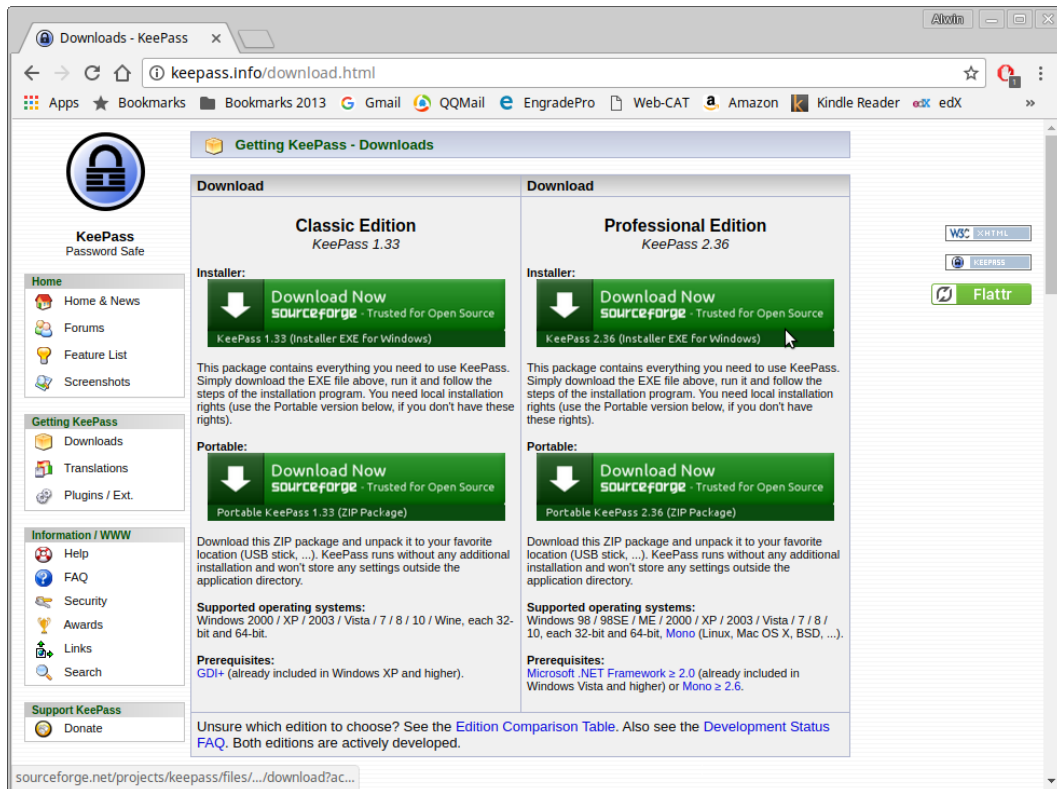 Alwin
Downloads - KeePass
keepass.info/download.html
1
Apps Bookmarks Bookmarks 2013 Gmail QQMail EngradePro Web-CAT Amazon Kindle Reader edX edX »
KeePass
Password Safe
Home
Home & News
Forums
Feature List
Screenshots
Getting KeePass
Downloads
Translations
Plugins / Ext.
Information / WWW
Help
FAQ
Security
Awards
Links
Search
Support KeePass
Donate
Getting KeePass - Downloads
Download
Classic Edition
KeePass 1.33
Installer:
Download Now
sourceforge - Trusted for Open Source
KeePass 1.33 (Installer EXE for Windows)
This package contains everything you need to use KeePass.
Simply download the EXE file above, run it and follow the
steps of the installation program. You need local installation
rights (use the Portable version below, if you don't have these
rights).
Portable:
Download Now
sourceforge - Trusted for Open Source
Portable KeePass 1.33 (ZIP Package)
Download this ZIP package and unpack it to your favorite
location (USB stick, ...). KeePass runs without any additional
installation and won't store any settings outside the
application directory.
Supported operating systems:
Windows 2000 / XP / 2003 / Vista / 7 / 8 / 10 / Wine, each 32-
bit and 64-bit.
Prerequisites:
GDI+ (already included in Windows XP and higher).
Download
Professional Edition
KeePass 2.36
Installer:
Download Now
sourceforge - Trusted for Open Source
KeePass 2.36 (Installer EXE for Windows)
This package contains everything you need to use KeePass.
Simply download the EXE file above, run it and follow the
steps of the installation program. You need local installation
rights (use the Portable version below, if you don't have
these rights).
Portable:
Download Now
sourceforge - Trusted for Open Source
Portable KeePass 2.36 (ZIP Package)
Download this ZIP package and unpack it to your favorite
location (USB stick, ...). KeePass runs without any additional
installation and won't store any settings outside the
application directory.
Supported operating systems:
Windows 98 / 98SE / ME / 2000 / XP / 2003 / Vista / 7 / 8 /
10, each 32-bit and 64-bit, Mono (Linux, Mac OS X, BSD, ...).
Prerequisites:
Microsoft .NET Framework ≥ 2.0 (already included in
Windows Vista and higher) or Mono ≥ 2.6.
Unsure which edition to choose? See the Edition Comparison Table. Also see the Development Status
FAQ. Both editions are actively developed.
W3C XHTML
KEEPASS
Flattr
sourceforge.net/projects/keepass/files/.../download?ac...